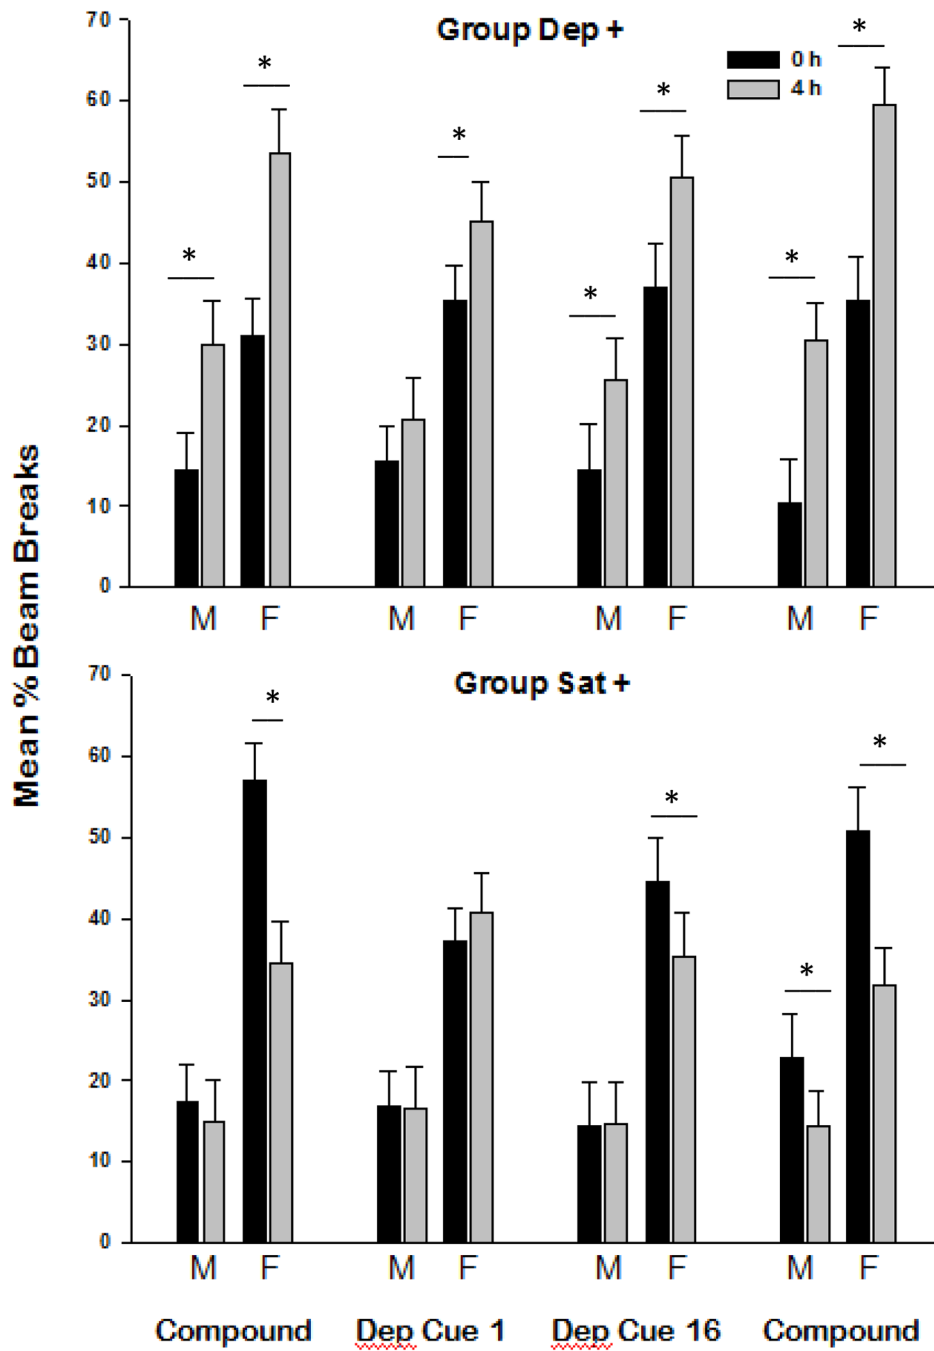 Group Dep +
0 h
4 h
70
60
50
40
30
20
10
0
* * * * * * *
M F M F M F M F
Mean % Beam Breaks
Group Sat +
70
60
50
40
30
20
10
0
* * * *
M F M F M F M F
Compound Dep Cue 1 Dep Cue 16 Compound